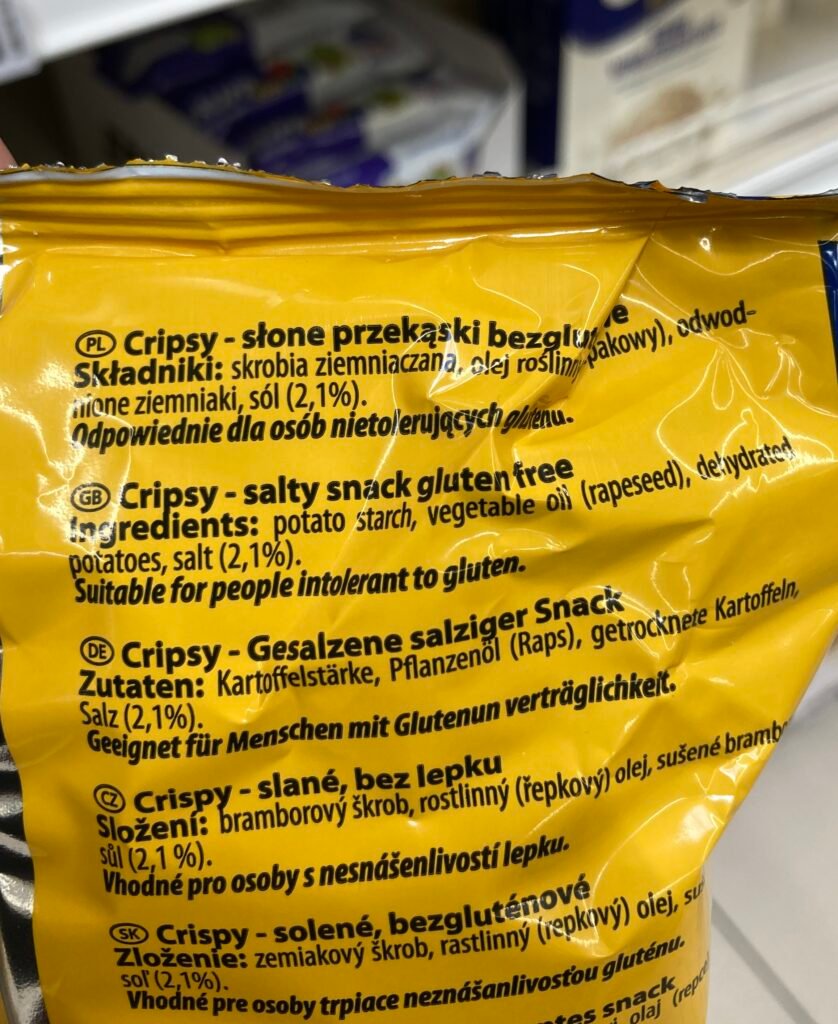 PL Cripsy - słone przekąski
Składniki: skrobia ziemniaczana, olej odwod-
nione ziemniaki, sól (2,1%).
Odpowiednie dla osób nietolerujących glutenu.
GB Cripsy - salty snack gluten free
Ingredients: potato starch, vegetable oil (rapeseed), dehydrated
potatoes, salt (2,1%).
Suitable for people intolerant to gluten.
DE Cripsy - Gesalzene salziger Snack
Zutaten: Kartoffelstärke, Pflanzenöl (Raps), getrocknete Kartoffeln,
Salz (2,1%).
Geeignet für Menschen mit Glutenun verträglichkeit.
CZ Crispy - slané, bez lepku
Složení: bramborový škrob, rostlinný (řepkový) olej, sušené
sůl (2,1 %).
Vhodné pro osoby s nesnášenlivostí lepku.
SK Crispy - solené, bezgluténové
Zloženie: zemiakový škrob, rastlinný (repkový) olej,
soľ (2,1%).
Vhodné pre osoby trpiace neznášanlivosťou gluténu.
snack
olaj